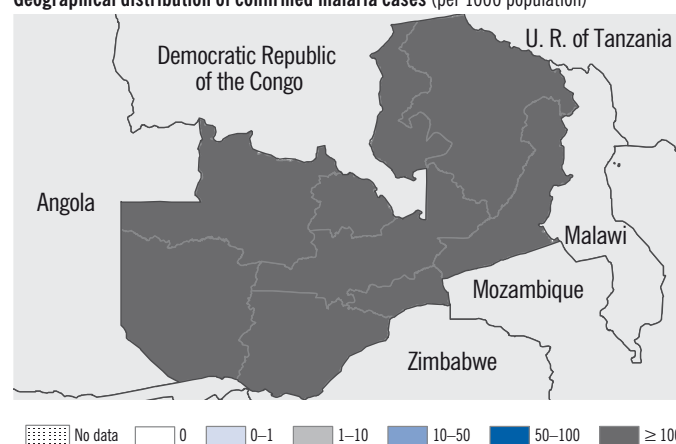 Geographical distribution of confirmed malaria cases (per 1000 population)
U. R. of Tanzania
Democratic Republic
of the Congo
Angola
Malawi
Mozambique
Zimbabwe
No data 0 0–1 1–10 10–50 50–100 ≥ 100